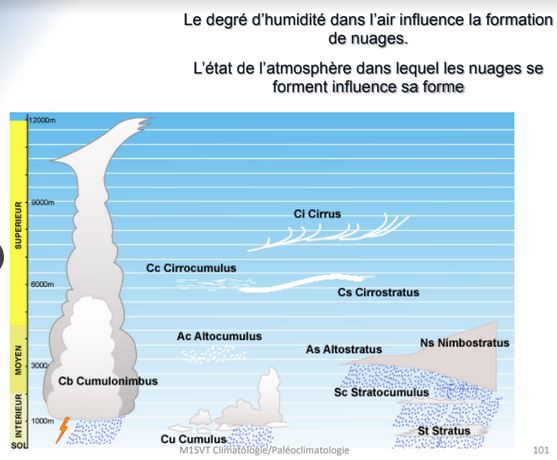 Le degré d'humidité dans l'air influence la formation
de nuages.
L'état de l'atmosphère dans lequel les nuages se
forment influence sa forme
12000m
SUPERIEUR
9000m
Ci Cirrus
Cc Cirrocumulus
6000m
Cs Cirrostratus
Ac Altocumulus
Ns Nimbostratus
As Altostratus
MOYEN
3000
Cb Cumulonimbus
Sc Stratocumulus
INTERIEUR
1000m
St Stratus
Cu Cumulus
SOL
M1SVT Climatologie/Paléoclimatologie
101